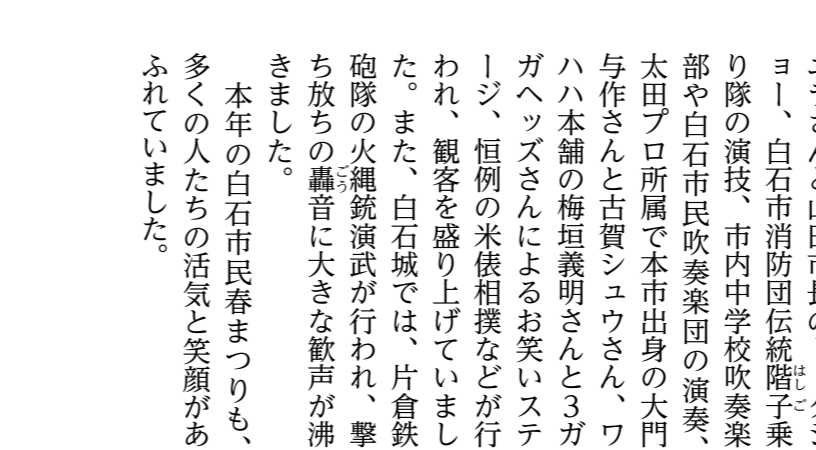 ョー、白石市消防団伝統階子乗
り隊の演技、市内中学校吹奏楽
部や白石市民吹奏楽団の演奏、
太田プロ所属で本市出身の大門
与作さんと古賀シュウさん、ワ
ハハ本舗の梅垣義明さんと3ガ
ガヘッズさんによるお笑いステ
ージ、恒例の米俵相撲などが行
われ、観客を盛り上げていまし
た。また、白石城では、片倉鉄
砲隊の火縄銃演武が行われ、撃
ち放ちの轟音に大きな歓声が沸
きました。
本年の白石市民春まつりも、
多くの人たちの活気と笑顔があ
ふれていました。